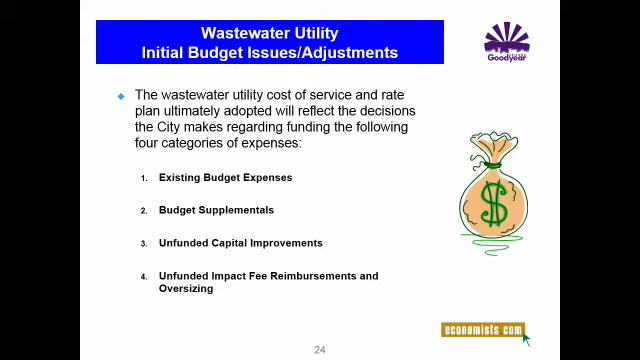 Wastewater Utility
Initial Budget Issues/Adjustments
Goodyear
The wastewater utility cost of service and rate
plan ultimately adopted will reflect the decisions
the City makes regarding funding the following
four categories of expenses:
1. Existing Budget Expenses
2. Budget Supplementals
3. Unfunded Capital Improvements
4. Unfunded Impact Fee Reimbursements and
Oversizing
$
economists.com
24